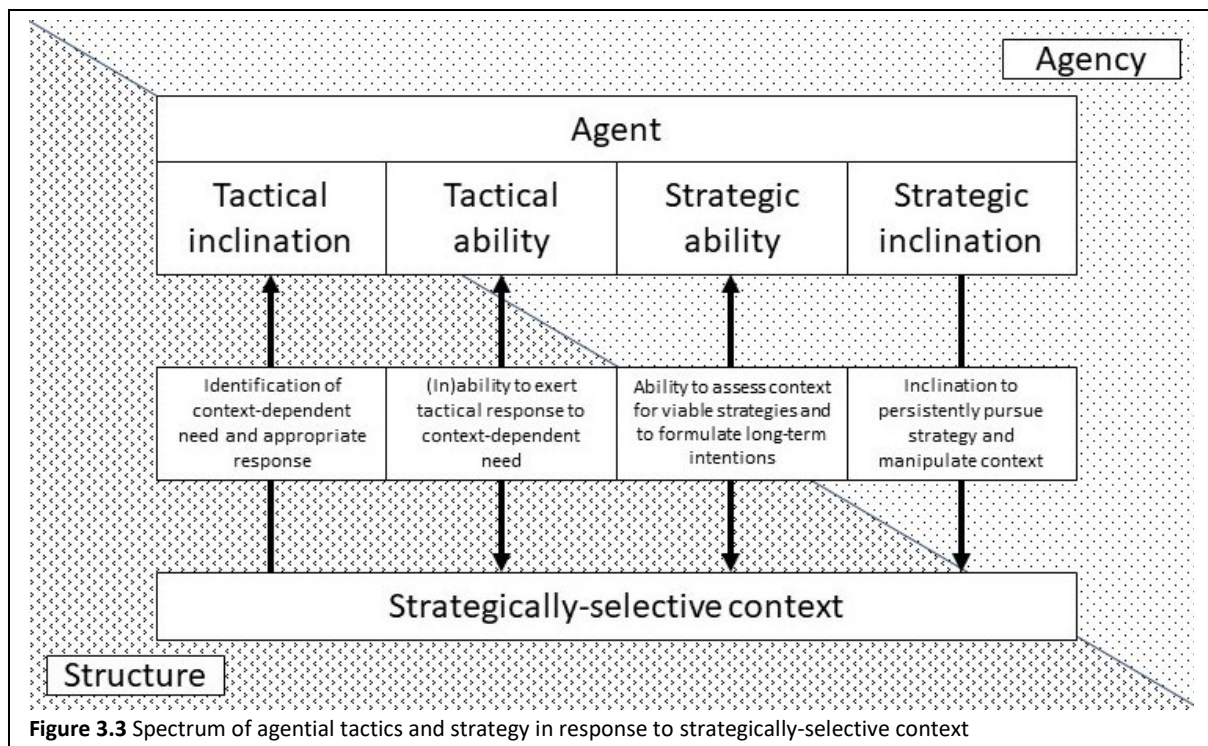 Agency
Agent
Tactical
inclination
Tactical
ability
Strategic
ability
Strategic
inclination
Identification of
context-dependent
need and appropriate
response
(In)ability to exert
tactical response to
context-dependent
need
Ability to assess context
for viable strategies and
to formulate long-term
intentions
Inclination to
persistently pursue
strategy and
manipulate context
Strategically-selective context
Structure
Figure 3.3 Spectrum of agential tactics and strategy in response to strategically-selective context